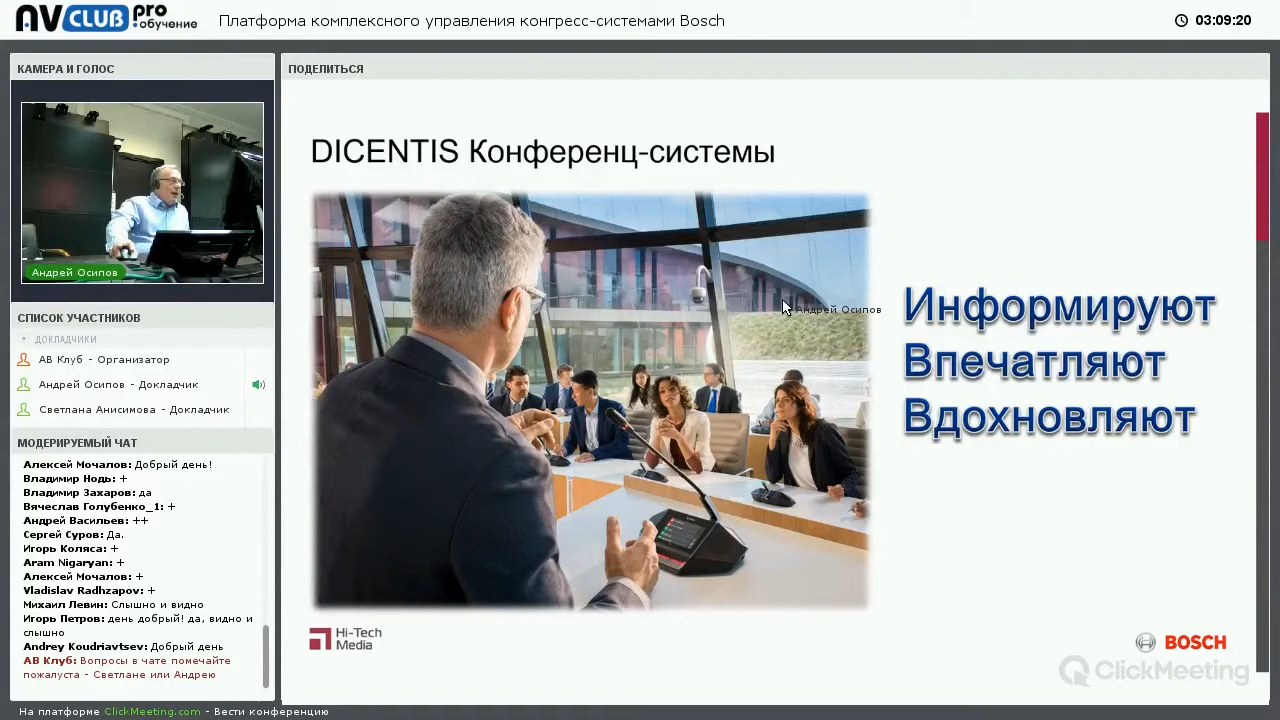 AVCLUBpro
:обучение
Платформа комплексного управления конгресс-системами Bosch
03:09:20
КАМЕРА И ГОЛОС
Андрей Осипов
СПИСОК УЧАСТНИКОВ
ДОКЛАДЧИКИ
АВ Клуб - Организатор
Андрей Осипов - Докладчик
Светлана Анисимова - Докладчик
МОДЕРИРУЕМЫЙ ЧАТ
Алексей Мочалов: Добрый день!
Владимир Нодь: +
Владимир Захаров: да
Вячеслав Голубенко_1: +
Андрей Васильев: ++
Сергей Суров: Да.
Игорь Коляса: +
Aram Nigaryan: +
Алексей Мочалов: +
Vladislav Radhzapov: +
Михаил Левин: Слышно и видно
Игорь Петров: день добрый! да, видно и
слышно
Andrey Koudriavtsev: Добрый день
АВ Клуб: Вопросы в чате помечайте
пожалуста - Светлане или Андрею
ПОДЕЛИТЬСЯ
DICENTIS Конференц-системы
Андрей Осипов
Информируют
Впечатляют
Вдохновляют
Hi-Tech
Media
BOSCH
ClickMeeting
На платформе ClickMeeting.com - Вести конференцию